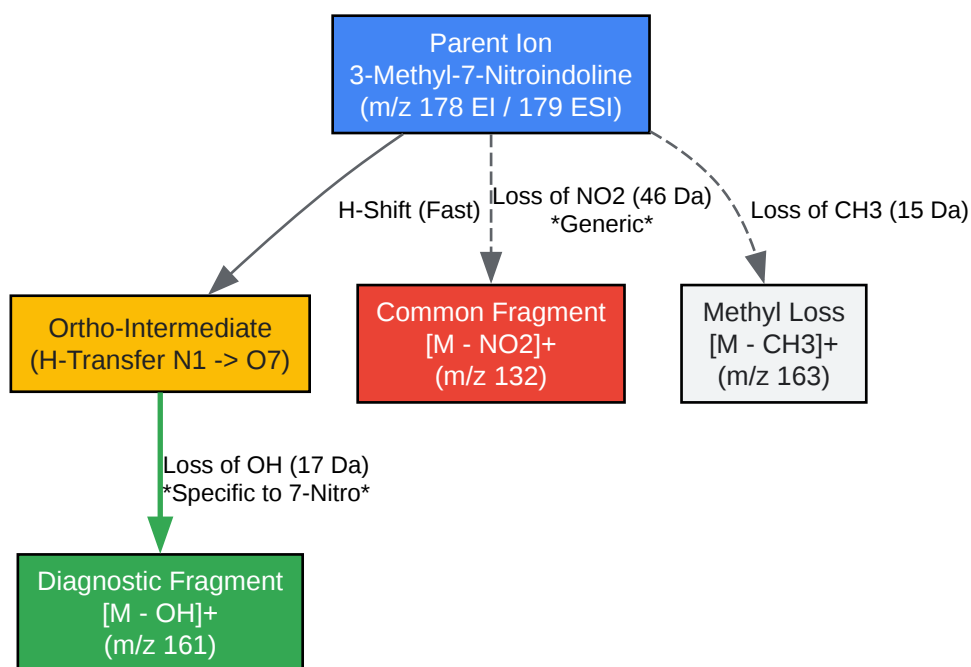 Parent Ion
3-Methyl-7-Nitroindoline
(m/z 178 EI / 179 ESI)
H-Shift (Fast)
Loss of NO2 (46 Da)
*Generic*
Loss of CH3 (15 Da)
Ortho-Intermediate
(H-Transfer N1 -> O7)
Common Fragment
[M - NO2]+
(m/z 132)
Methyl Loss
[M - CH3]+
(m/z 163)
Loss of OH (17 Da)
*Specific to 7-Nitro*
Diagnostic Fragment
[M - OH]+
(m/z 161)